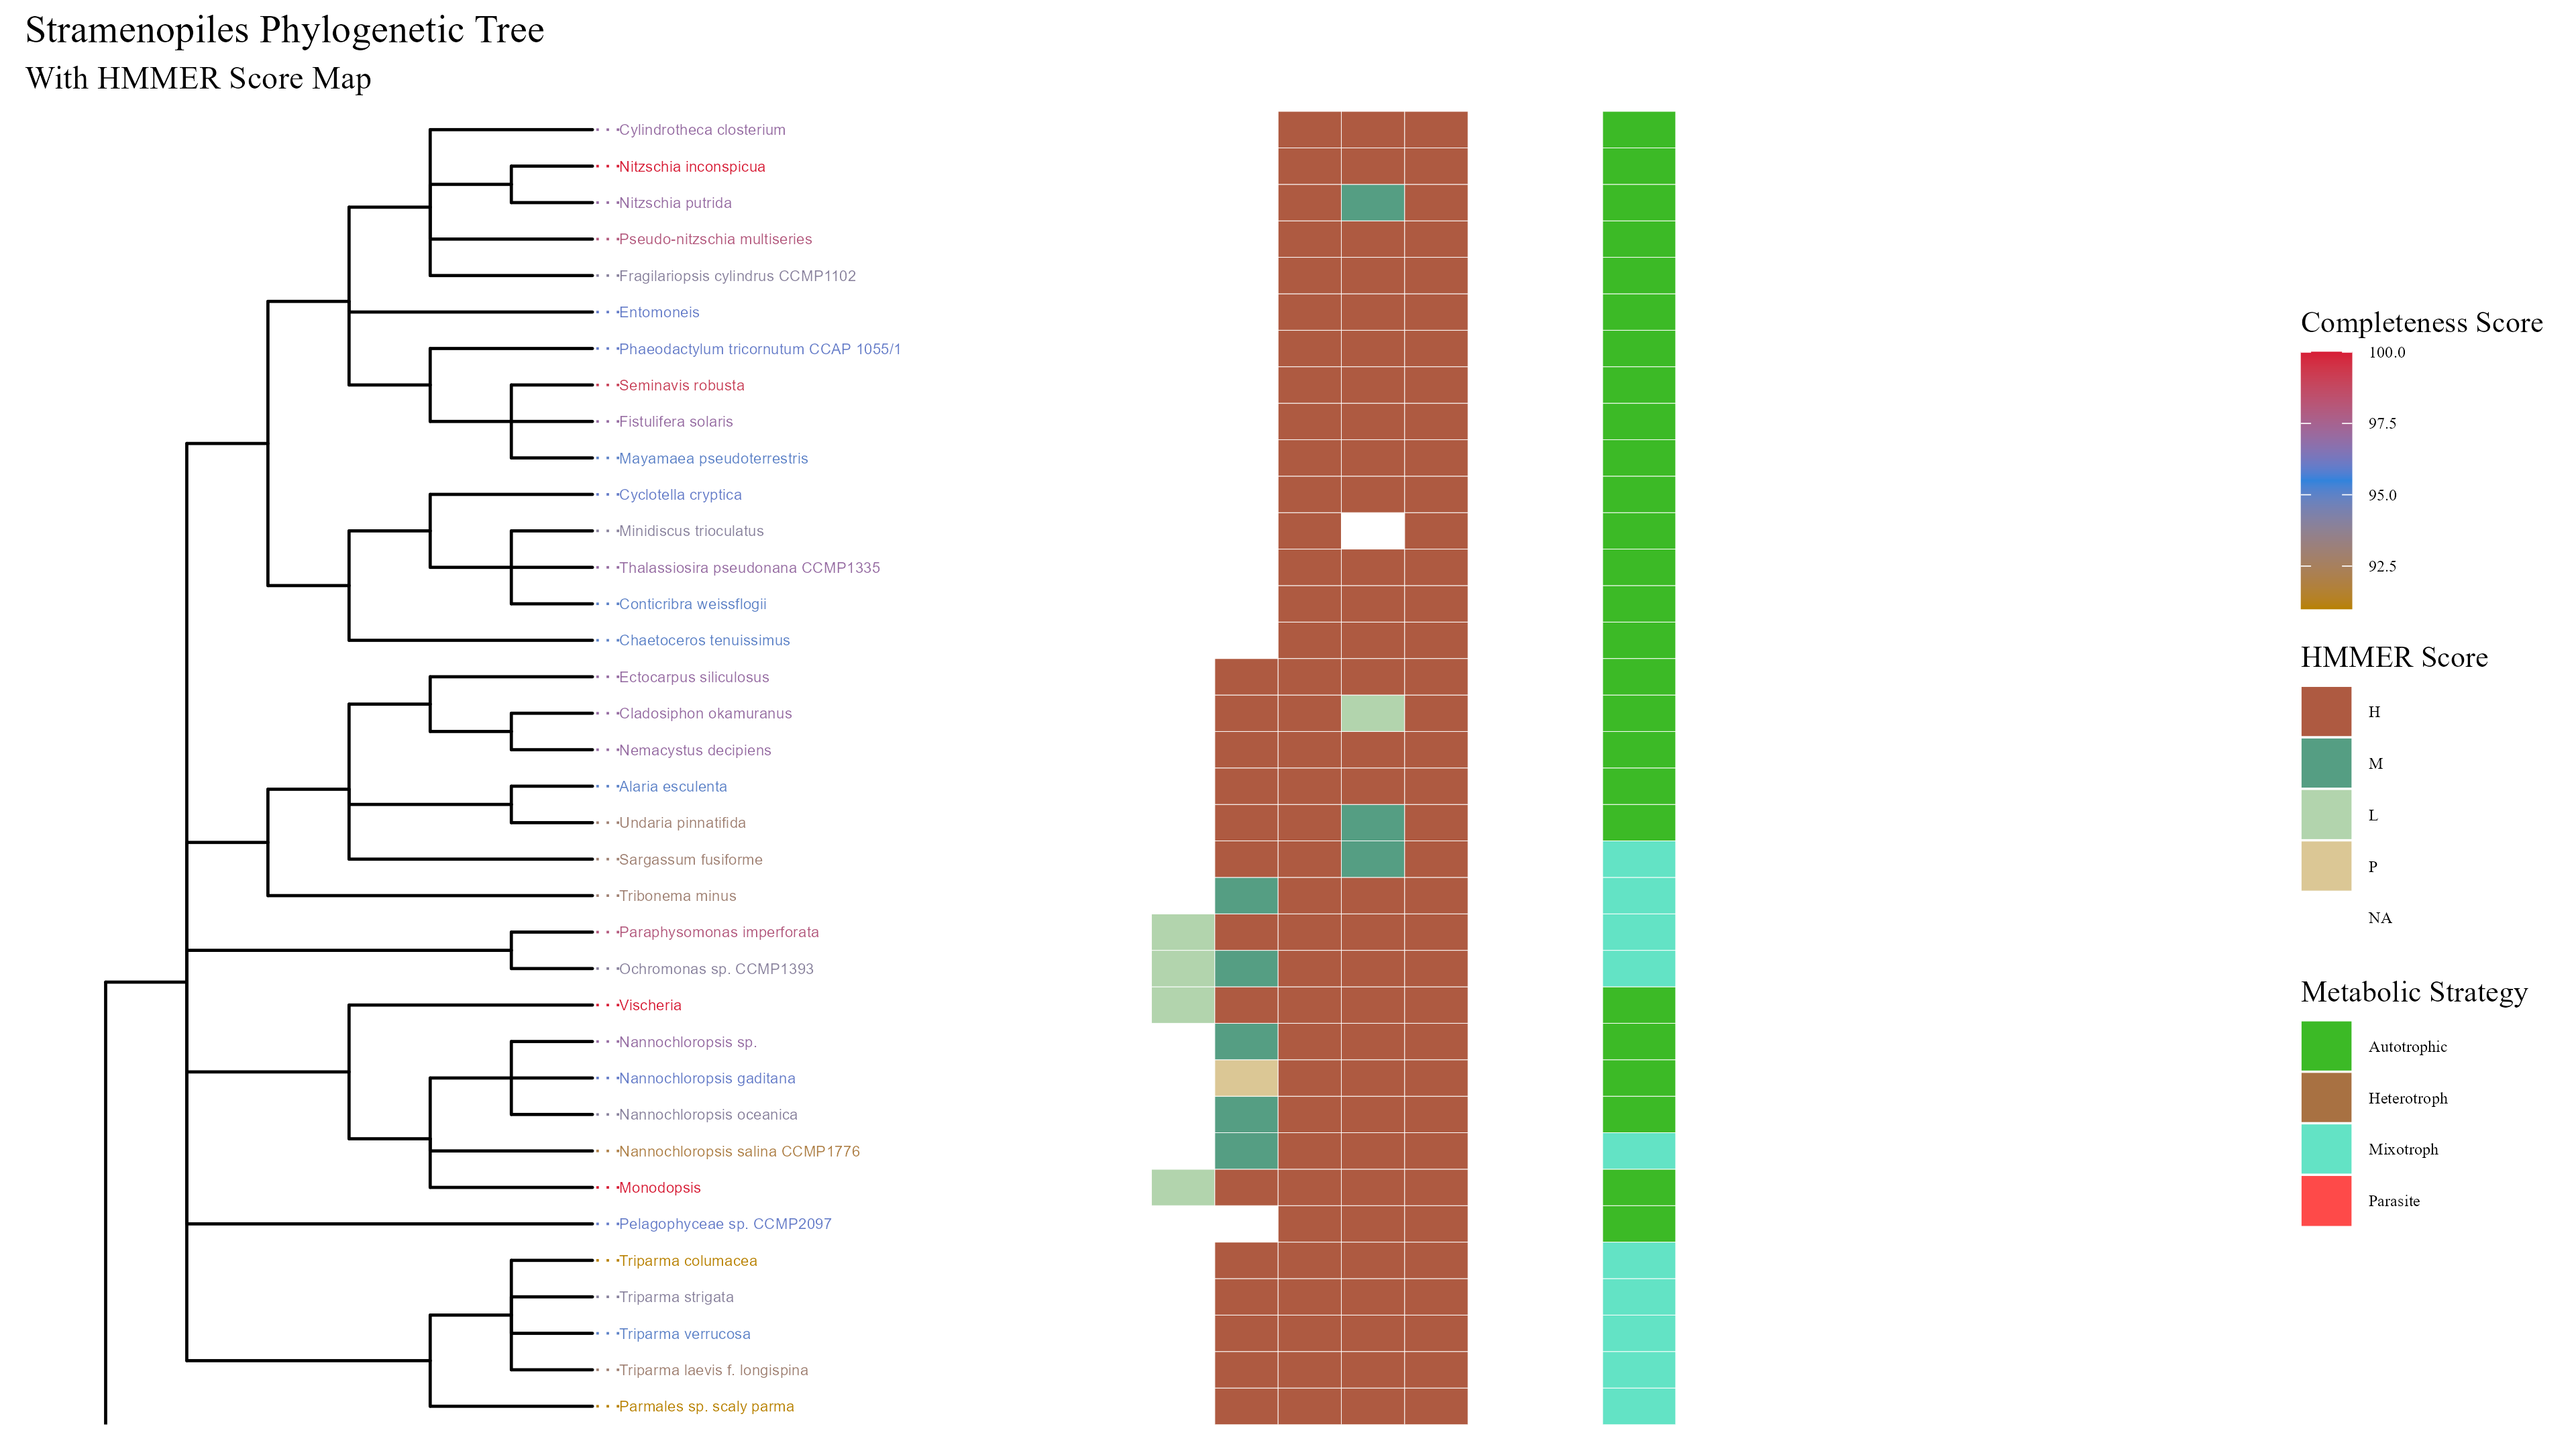 Stramenopiles Phylogenetic Tree
With HMMER Score Map
Cylindrotheca closterium
Nitzschia inconspicua
Nitzschia putrida
Pseudo-nitzschia multiseries
Fragilariopsis cylindrus CCMP1102
Entomoneis
Phaeodactylum tricornutum CCAP 1055/1
Seminavis robusta
Fistulifera solaris
Mayamaea pseudoterrestris
Cyclotella cryptica
Minidiscus trioculatus
Thalassiosira pseudonana CCMP1335
Conticribra weissflogii
Chaetoceros tenuissimus
Ectocarpus siliculosus
Cladosiphon okamuranus
Nemacystus decipiens
Alaria esculenta
Undaria pinnatifida
Sargassum fusiforme
Tribonema minus
Paraphysomonas imperforata
Ochromonas sp. CCMP1393
Vischeria
Nannochloropsis sp.
Nannochloropsis gaditana
Nannochloropsis oceanica
Nannochloropsis salina CCMP1776
Monodopsis
Pelagophyceae sp. CCMP2097
Triparma columacea
Triparma strigata
Triparma verrucosa
Triparma laevis f. longispina
Parmales sp. scaly parma
Completeness Score
100.0
97.5
95.0
92.5
HMMER Score
H
M
L
P
NA
Metabolic Strategy
Autotrophic
Heterotroph
Mixotroph
Parasite